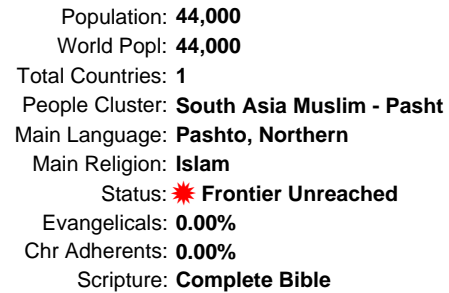 Population: 44,000
World Popl: 44,000
Total Countries: 1
People Cluster: South Asia Muslim - Pasht
Main Language: Pashto, Northern
Main Religion: Islam
Status: Frontier Unreached
Evangelicals: 0.00%
Chr Adherents: 0.00%
Scripture: Complete Bible